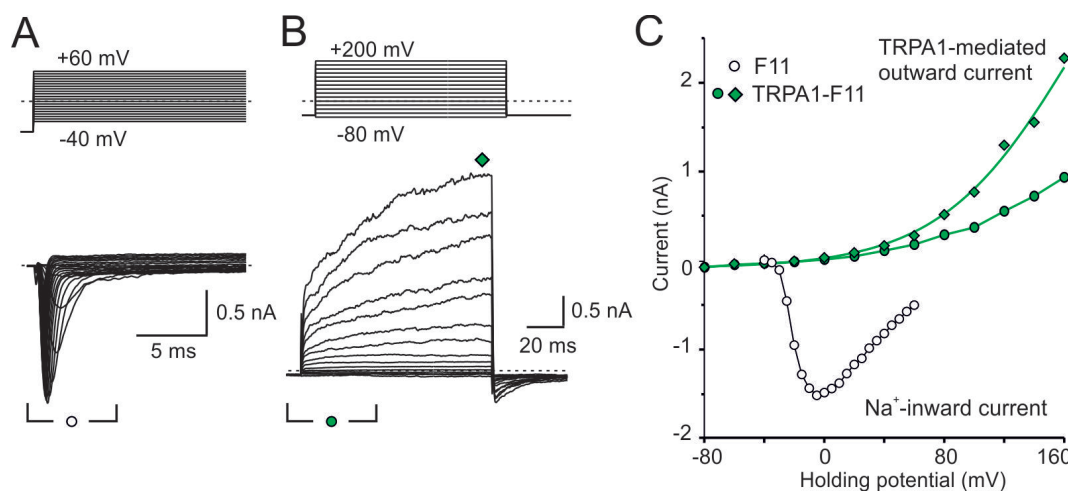 A
+60 mV
-40 mV
0.5 nA
5 ms
B
+200 mV
-80 mV
0.5 nA
20 ms
C
TRPA1-mediated
outward current
F11
TRPA1-F11
Current (nA)
2
1
0
-1
-2
Na⁺-inward current
-80
0
80
160
Holding potential (mV)